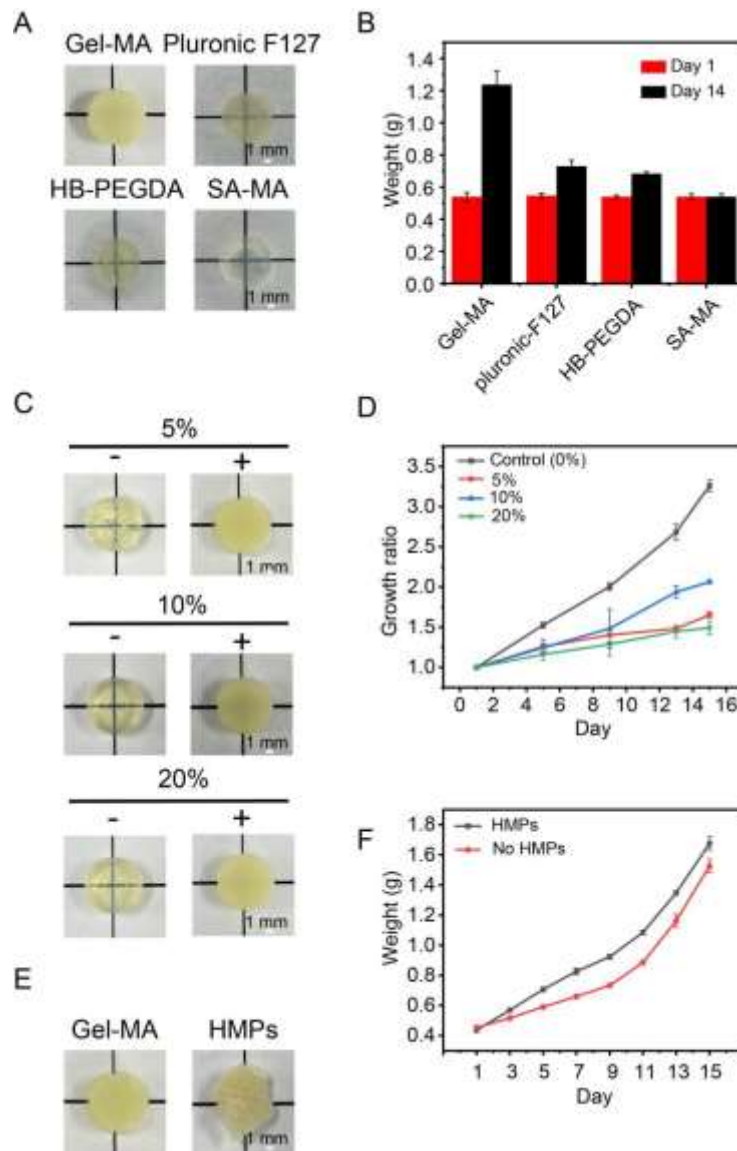 A
Gel-MA Pluronic F127
1 mm
HB-PEGDA SA-MA
1 mm
B
Weight (g)
1.4
1.2
1.0
0.8
0.6
0.4
0.2
0.0
Day 1
Day 14
Gel-MA
pluronic-F127
HB-PEGDA
SA-MA
C
5%
- +
1 mm
10%
- +
1 mm
20%
- +
1 mm
D
Growth ratio
3.5
3.0
2.5
2.0
1.5
1.0
Control (0%)
5%
10%
20%
0 2 4 6 8 10 12 14 16
Day
E
Gel-MA HMPs
1 mm
F
Weight (g)
1.8
1.6
1.4
1.2
1.0
0.8
0.6
0.4
HMPs
No HMPs
1 3 5 7 9 11 13 15
Day